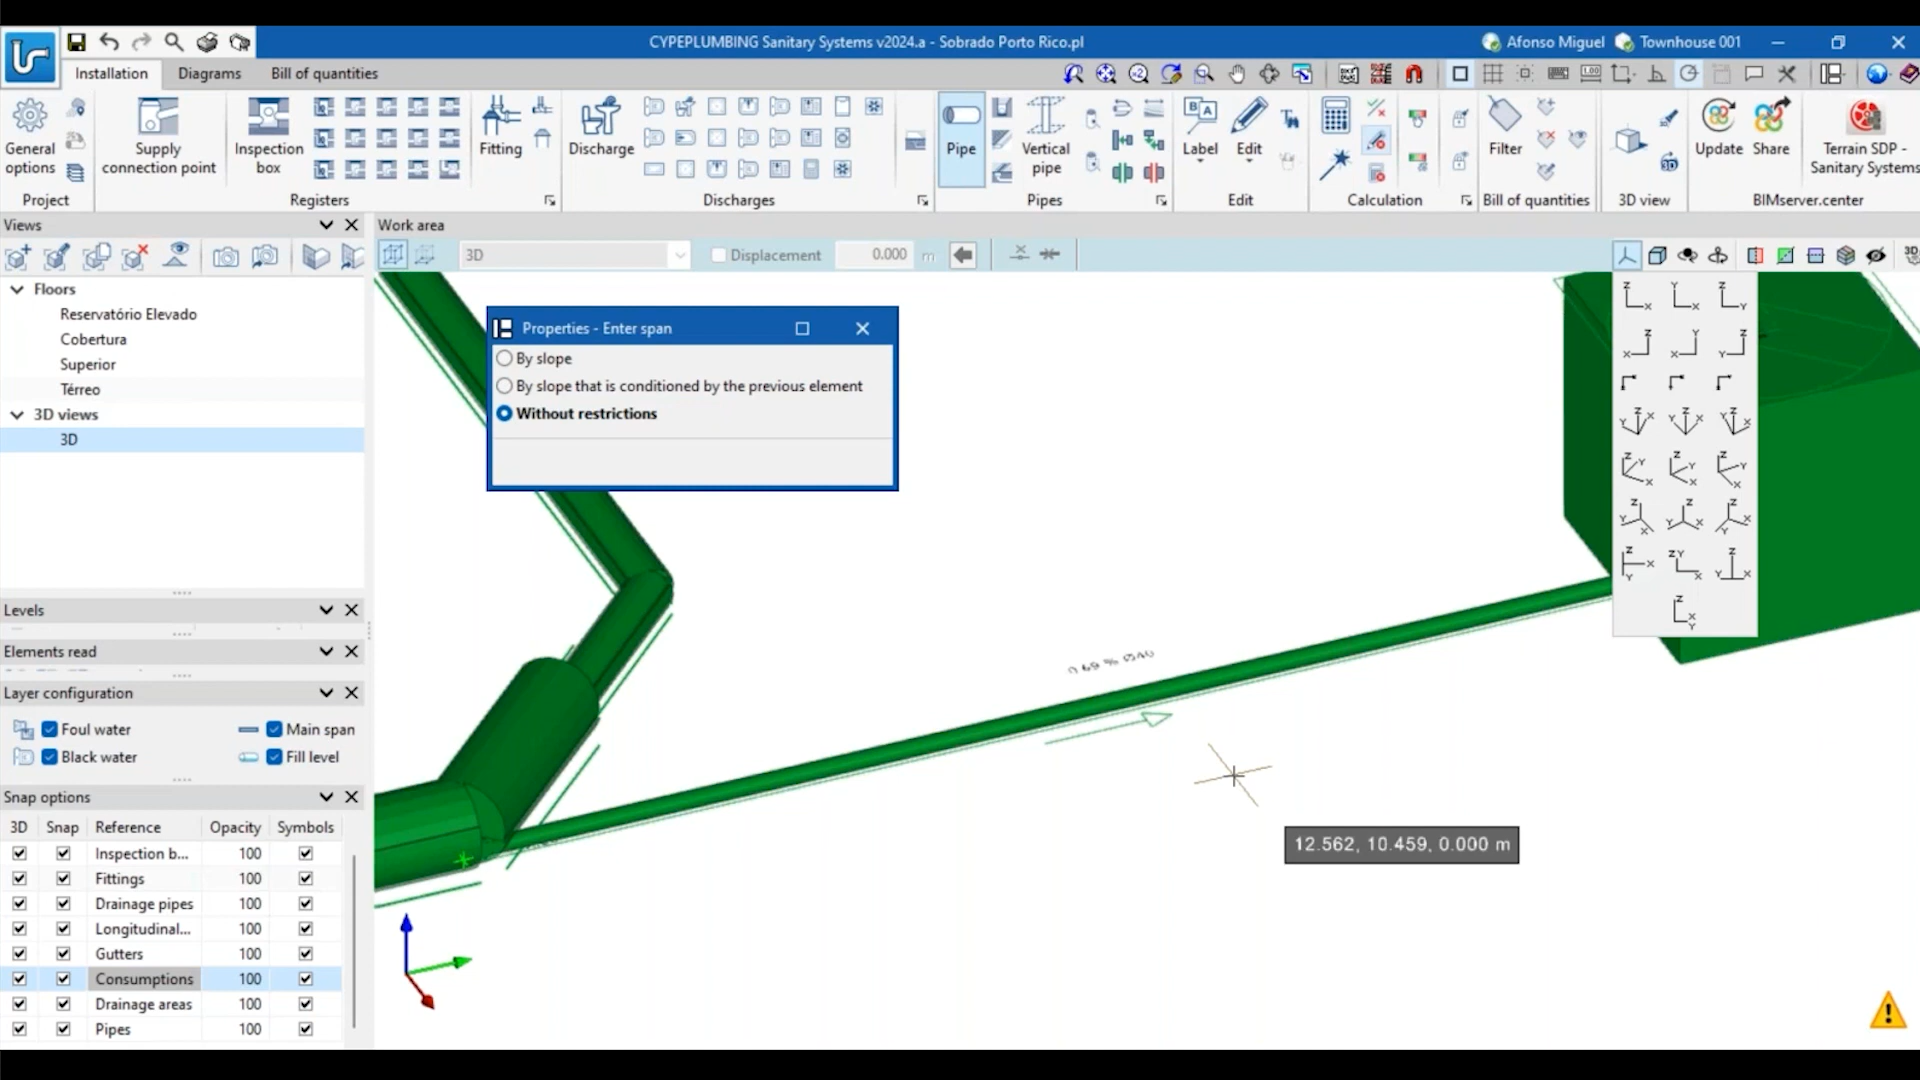 CYPEPLUMBING Sanitary Systems v2024.a - Sobrado Porto Rico.pl
Afonso Miguel
Townhouse 001
Installation
Diagrams
Bill of quantities
General options
Supply connection point
Inspection box
Fitting
Discharge
Pipe
Vertical pipe
Label
Edit
Filter
Update
Share
Terrain SDP - Sanitary Systems
Project
Registers
Discharges
Pipes
Edit
Calculation
Bill of quantities
3D view
BIMserver.center
Views
Work area
3D
Displacement
0.000
m
Floors
Reservatório Elevado
Cobertura
Superior
Térreo
3D views
3D
Properties - Enter span
By slope
By slope that is conditioned by the previous element
Without restrictions
Levels
Elements read
Layer configuration
Foul water
Main span
Black water
Fill level
Snap options
3D Snap Reference Opacity Symbols
Inspection b... 100
Fittings 100
Drainage pipes 100
Longitudinal... 100
Gutters 100
Consumptions 100
Drainage areas 100
Pipes 100
0.69 % Ø40
12.562, 10.459, 0.000 m